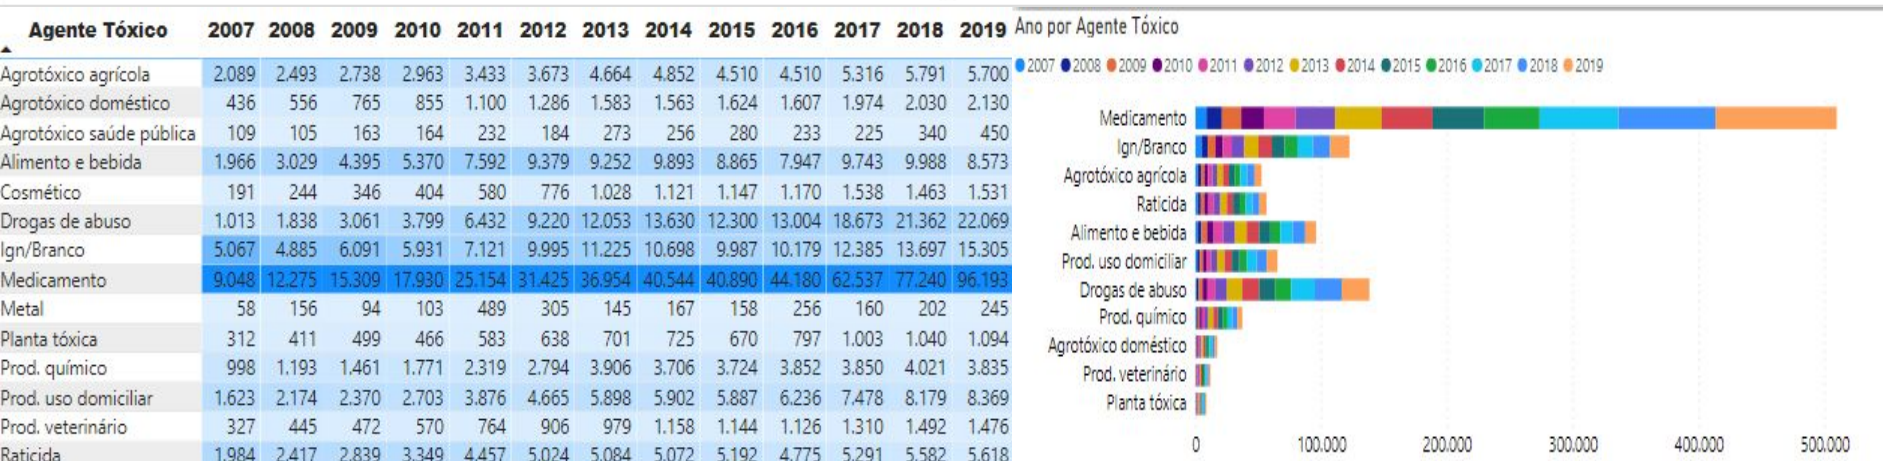 Agente Tóxico 2007 2008 2009 2010 2011 2012 2013 2014 2015 2016 2017 2018 2019
Agrotóxico agrícola 2.089 2.493 2.738 2.963 3.433 3.673 4.664 4.852 4.510 4.510 5.316 5.791 5.700
Agrotóxico doméstico 436 556 765 855 1.100 1.286 1.583 1.563 1.624 1.607 1.974 2.030 2.130
Agrotóxico saúde pública 109 105 163 164 232 184 273 256 280 233 225 340 450
Alimento e bebida 1.966 3.029 4.395 5.370 7.592 9.379 9.252 9.893 8.865 7.947 9.743 9.988 8.573
Cosmético 191 244 346 404 580 776 1.028 1.121 1.147 1.170 1.538 1.463 1.531
Drogas de abuso 1.013 1.838 3.061 3.799 6.432 9.220 12.053 13.630 12.300 13.004 18.673 21.362 22.069
Ign/Branco 5.067 4.885 6.091 5.931 7.121 9.995 11.225 10.698 9.987 10.179 12.385 13.697 15.305
Medicamento 9.048 12.275 15.309 17.930 25.154 31.425 36.954 40.544 40.890 44.180 62.537 77.240 96.193
Metal 58 156 94 103 489 305 145 167 158 256 160 202 245
Planta tóxica 312 411 499 466 583 638 701 725 670 797 1.003 1.040 1.094
Prod. químico 998 1.193 1.461 1.771 2.319 2.794 3.906 3.706 3.724 3.852 3.850 4.021 3.835
Prod. uso domiciliar 1.623 2.174 2.370 2.703 3.876 4.665 5.898 5.902 5.887 6.236 7.478 8.179 8.369
Prod. veterinário 327 445 472 570 764 906 979 1.158 1.144 1.126 1.310 1.492 1.476
Raticida 1.984 2.417 2.839 3.349 4.457 5.024 5.084 5.072 5.192 4.775 5.291 5.582 5.618
Ano por Agente Tóxico
2007 2008 2009 2010 2011 2012 2013 2014 2015 2016 2017 2018 2019
Medicamento
Ign/Branco
Agrotóxico agrícola
Raticida
Alimento e bebida
Prod. uso domiciliar
Drogas de abuso
Prod. químico
Agrotóxico doméstico
Prod. veterinário
Planta tóxica
0 100.000 200.000 300.000 400.000 500.000